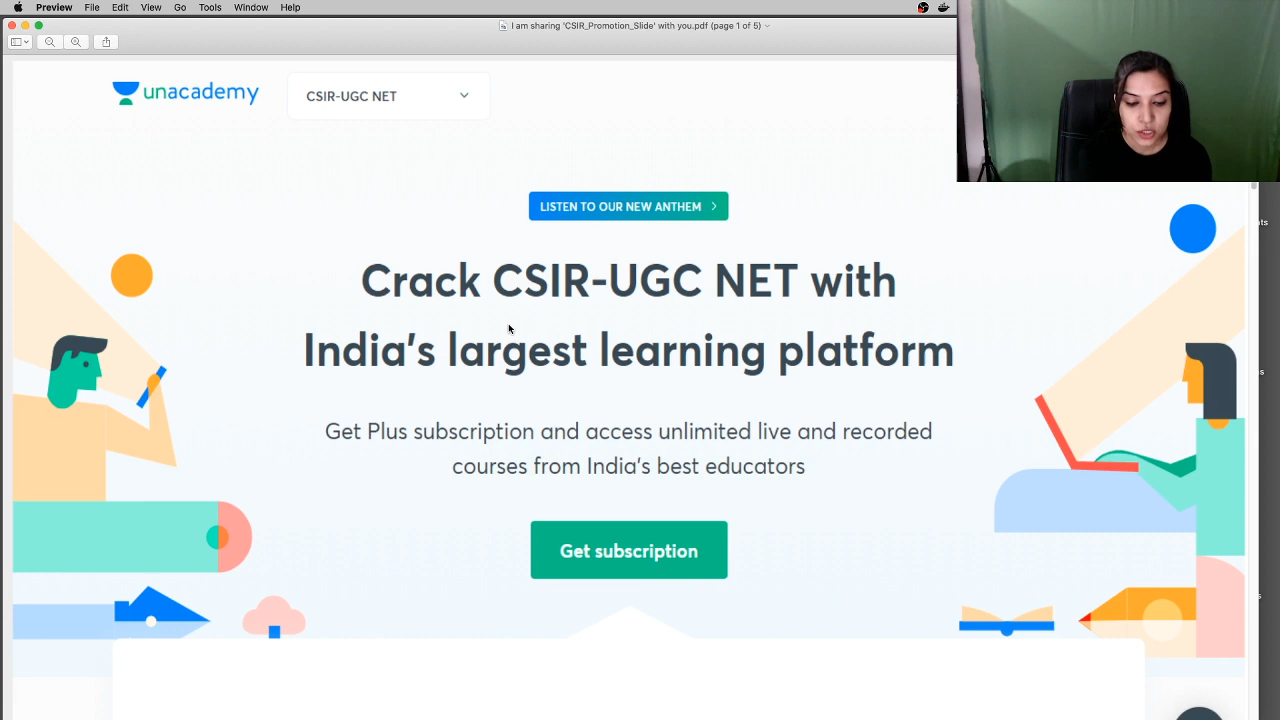 Preview File Edit View Go Tools Window Help
I am sharing 'CSIR_Promotion_Slide' with you.pdf (page 1 of 5)
unacademy
CSIR-UGC NET
LISTEN TO OUR NEW ANTHEM
Crack CSIR-UGC NET with
India's largest learning platform
Get Plus subscription and access unlimited live and recorded
courses from India's best educators
Get subscription